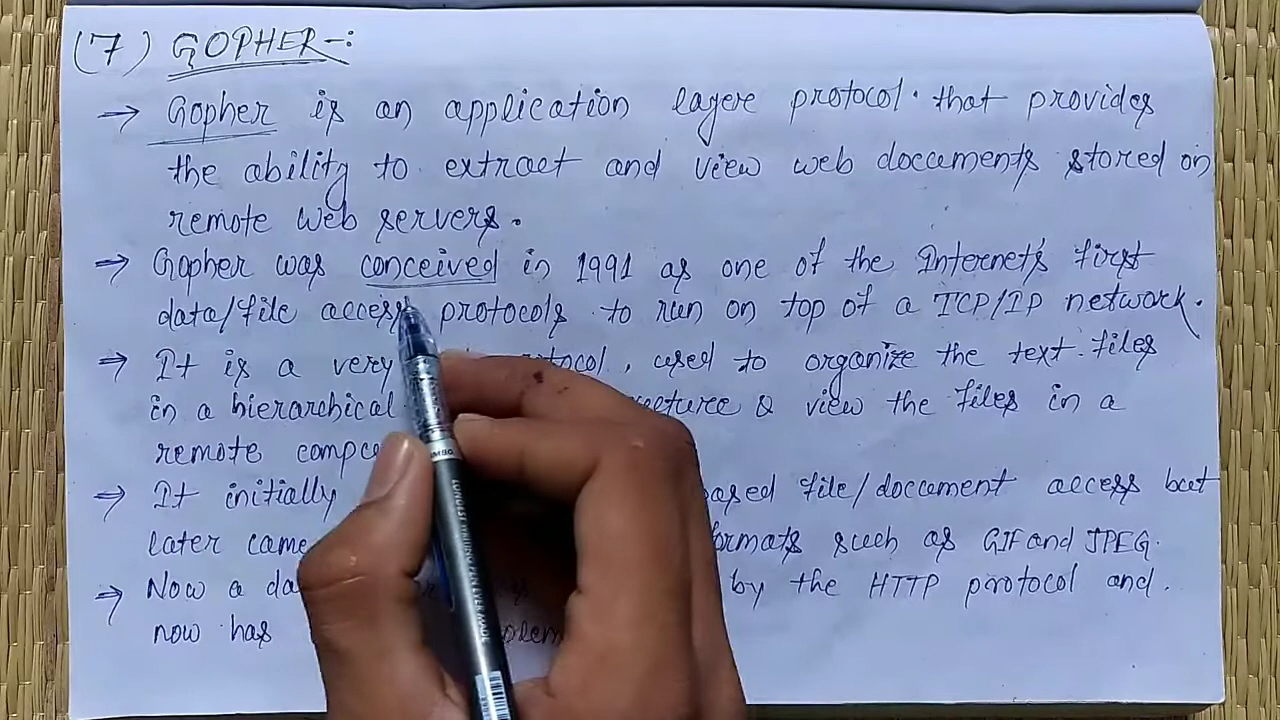 (7) GOPHER-:
→ Gopher is an application layere protocol. that provides
the ability to extract and view web documents stored on
remote web servers.
⇒ Gopher was conceived in 1991 as one of the Internet's first
data/file access protocols to run on top of a TCP/IP network.
⇒ It is a very protocol, used to organize the text files
in a hierarchical & view the files in a
remote
⇒ It initially based file/document access but
later came formats such as GIF and JPEG.
⇒ Now a by the HTTP protocol and.
now has